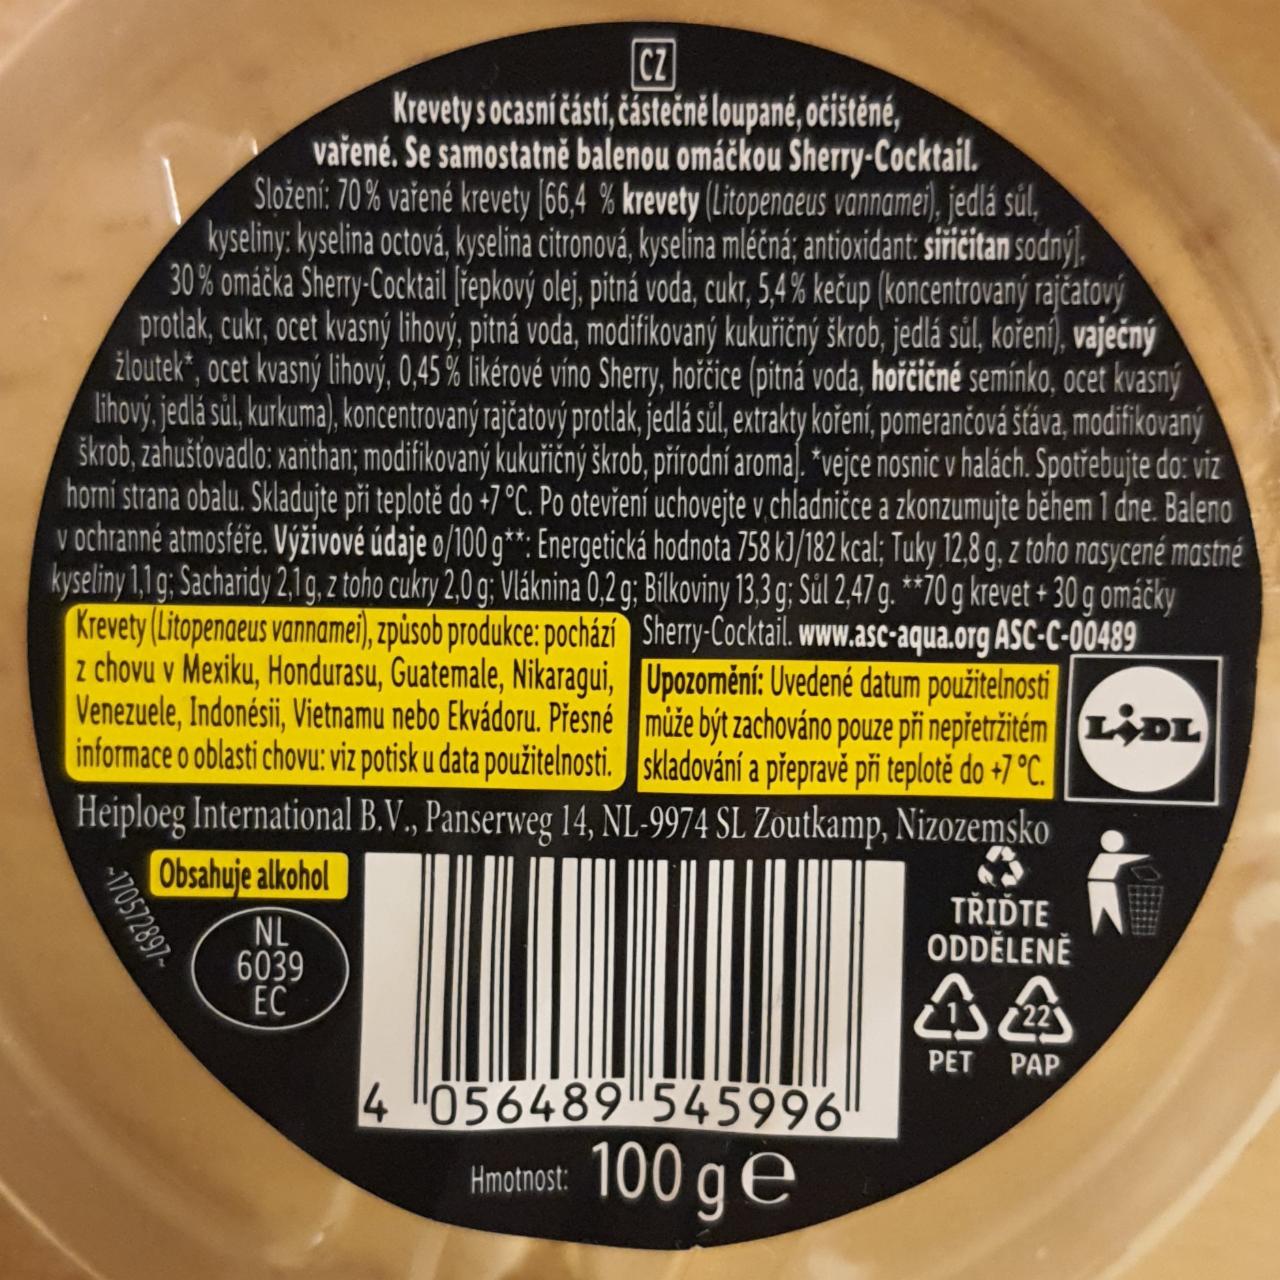 CZ
Krevety s ocasní částí, částečně loupané, očištěné,
vařené. Se samostatně balenou omáčkou Sherry-Cocktail.
Složení: 70 % vařené krevety [66,4 % krevety (Litopenaeus vannamei), jedlá sůl,
kyseliny: kyselina octová, kyselina citronová, kyselina mléčná; antioxidant: siřičitan sodný],
30 % omáčka Sherry-Cocktail [řepkový olej, pitná voda, cukr, 5,4 % kečup (koncentrovaný rajčatový
protlak, cukr, ocet kvasný lihový, pitná voda, modifikovaný kukuřičný škrob, jedlá sůl, koření), vaječný
žloutek*, ocet kvasný lihový, 0,45 % likérové víno Sherry, hořčice (pitná voda, hořčičné semínko, ocet kvasný
lihový, jedlá sůl, kurkuma), koncentrovaný rajčatový protlak, jedlá sůl, extrakty koření, pomerančová šťáva, modifikovaný
škrob, zahušťovadlo: xanthan; modifikovaný kukuřičný škrob, přírodní aroma]. *vejce nosnic v halách. Spotřebujte do: viz
horní strana obalu. Skladujte při teplotě do +7 °C. Po otevření uchovejte v chladničce a zkonzumujte během 1 dne. Baleno
v ochranné atmosféře. Výživové údaje ø/100 g**: Energetická hodnota 758 kJ/182 kcal; Tuky 12,8 g, z toho nasycené mastné
kyseliny 1,1 g; Sacharidy 2,1 g, z toho cukry 2,0 g; Vláknina 0,2 g; Bílkoviny 13,3 g; Sůl 2,47 g. **70 g krevet + 30 g omáčky
Sherry-Cocktail. www.asc-aqua.org ASC-C-00489
Krevety (Litopenaeus vannamei), způsob produkce: pochází
z chovu v Mexiku, Hondurasu, Guatemale, Nikaragui,
Venezuele, Indonésii, Vietnamu nebo Ekvádoru. Přesné
informace o oblasti chovu: viz potisk u data použitelnosti.
Upozornění: Uvedené datum použitelnosti
může být zachováno pouze při nepřetržitém
skladování a přepravě při teplotě do +7 °C.
LIDL
Heiploeg International B.V., Panserweg 14, NL-9974 SL Zoutkamp, Nizozemsko
Obsahuje alkohol
~170572897~
NL
6039
EC
TŘIĎTE
ODDĚLENĚ
1
22
PET
PAP
4 056489 545996
Hmotnost: 100 g e